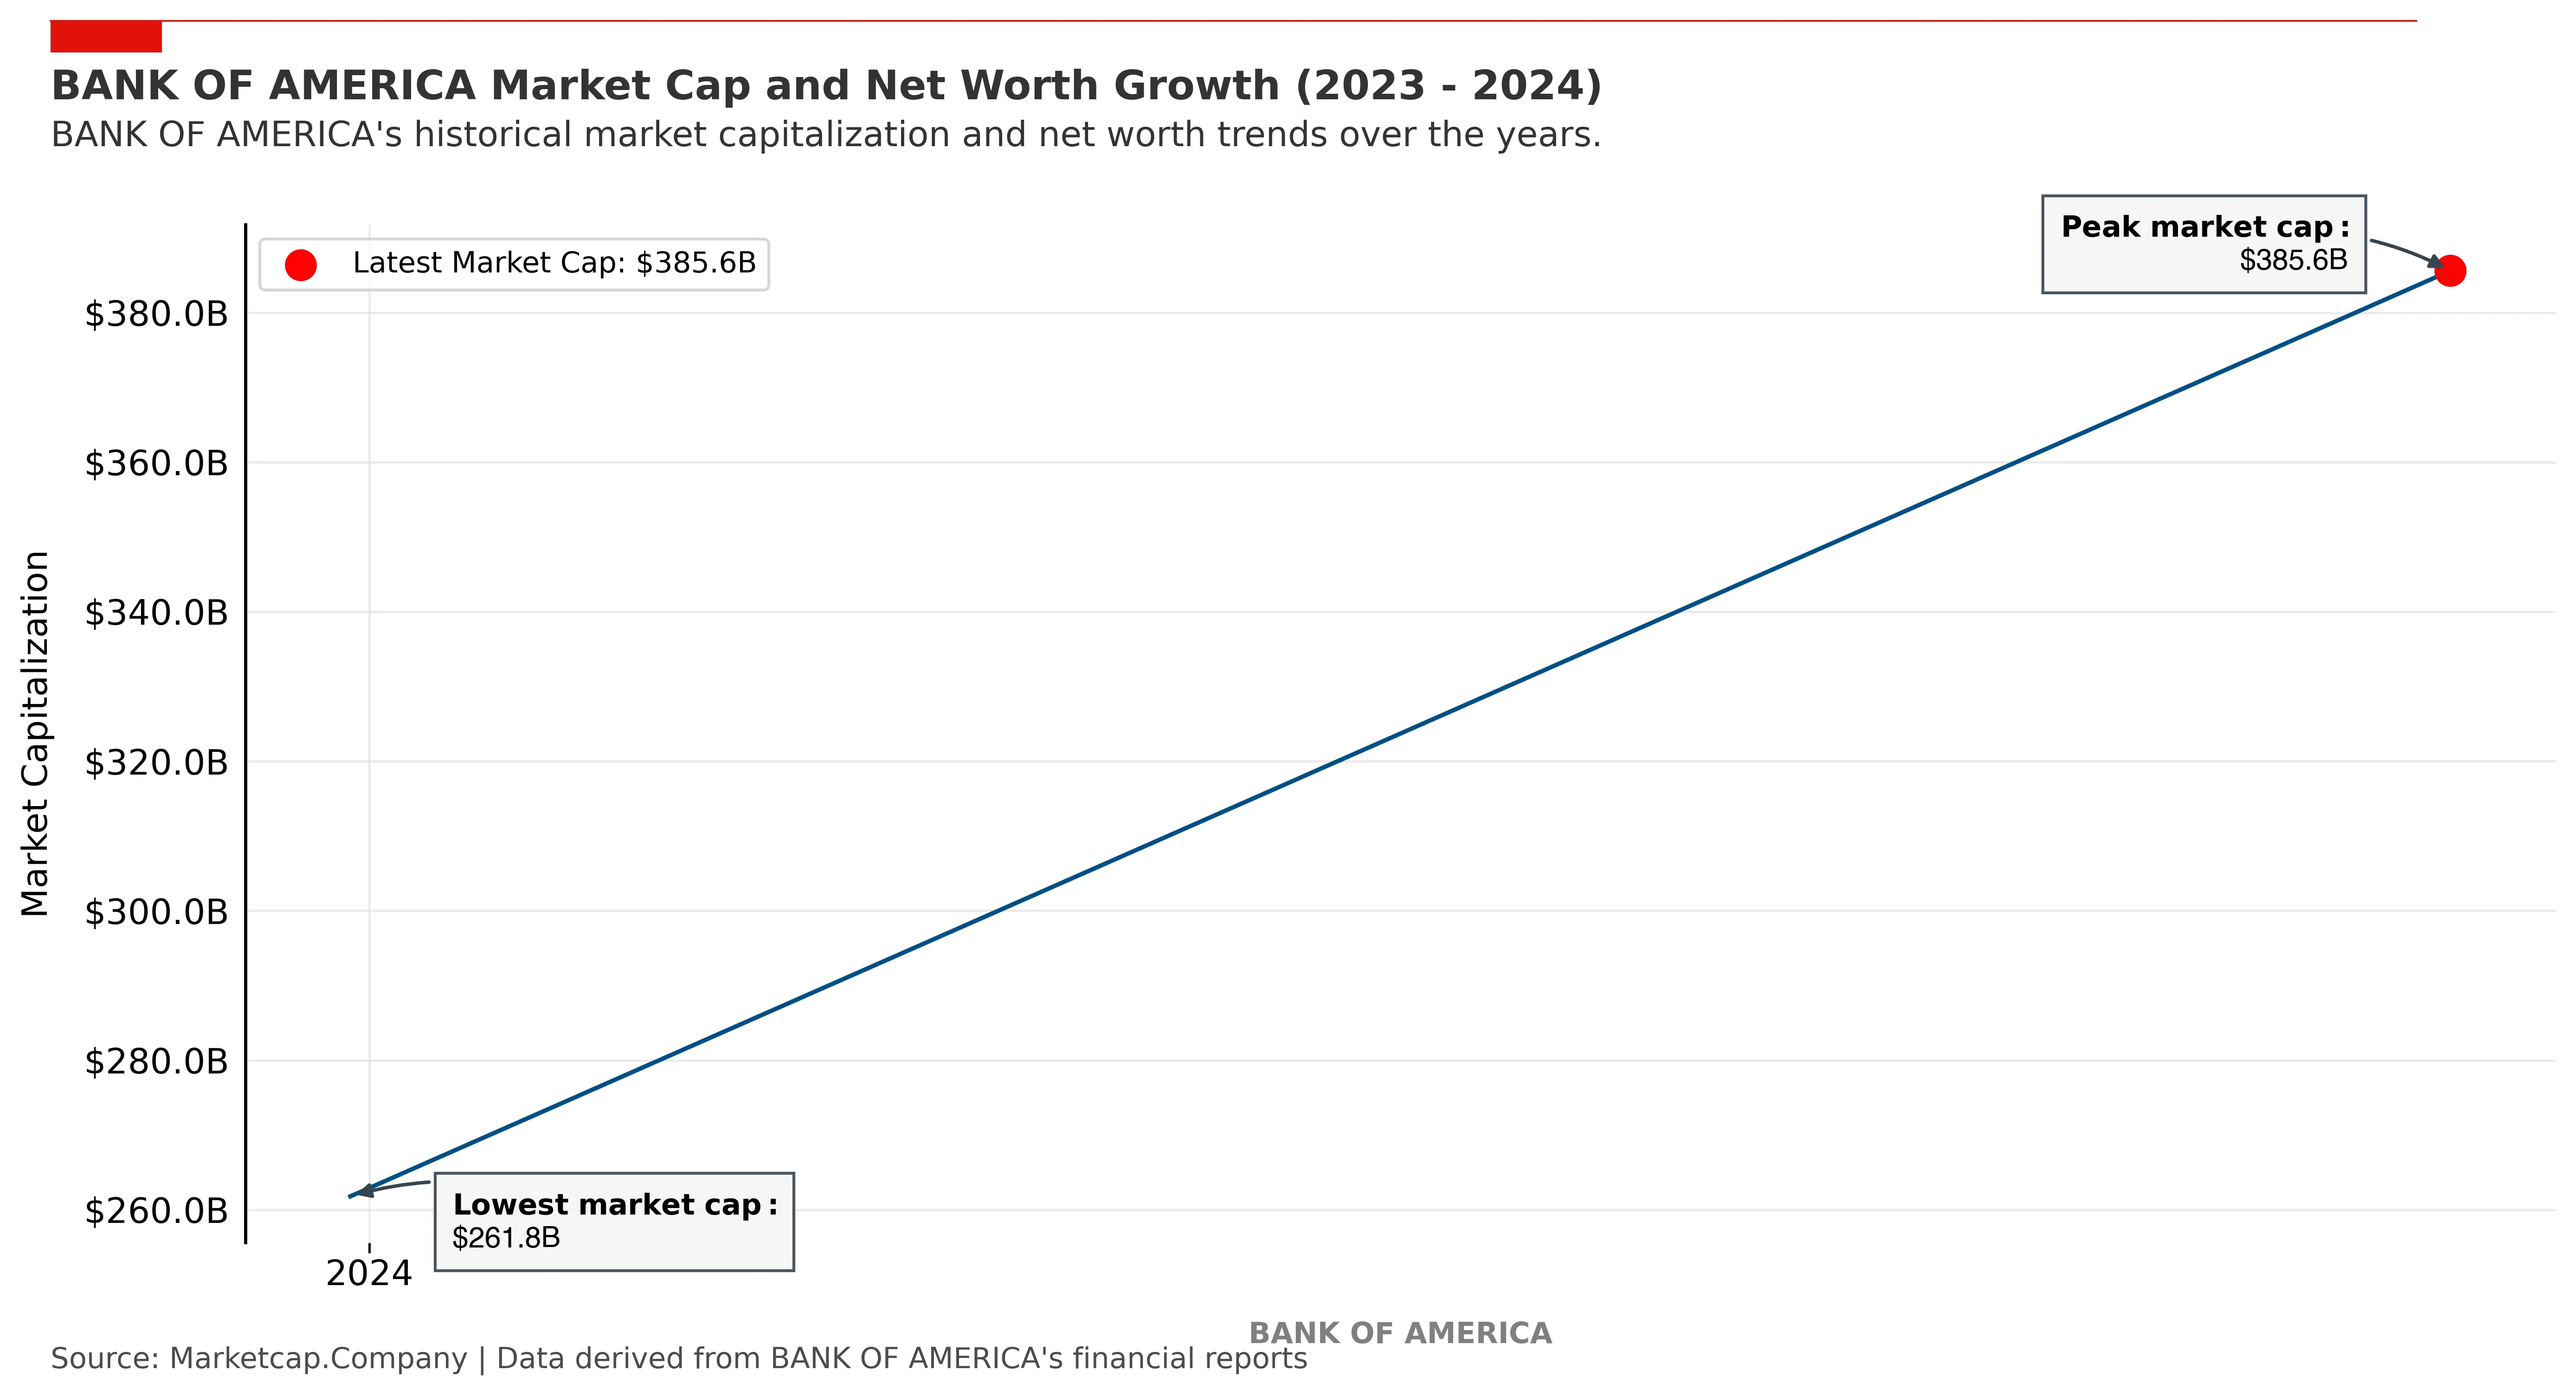 BANK OF AMERICA Market Cap and Net Worth Growth (2023 - 2024)
BANK OF AMERICA's historical market capitalization and net worth trends over the years.
Peak market cap:
$385.6B
Latest Market Cap: $385.6B
$380.0B
$360.0B
$340.0B
$320.0B
$300.0B
$280.0B
$260.0B
Market Capitalization
Lowest market cap:
$261.8B
2024
BANK OF AMERICA
Source: Marketcap.Company | Data derived from BANK OF AMERICA's financial reports